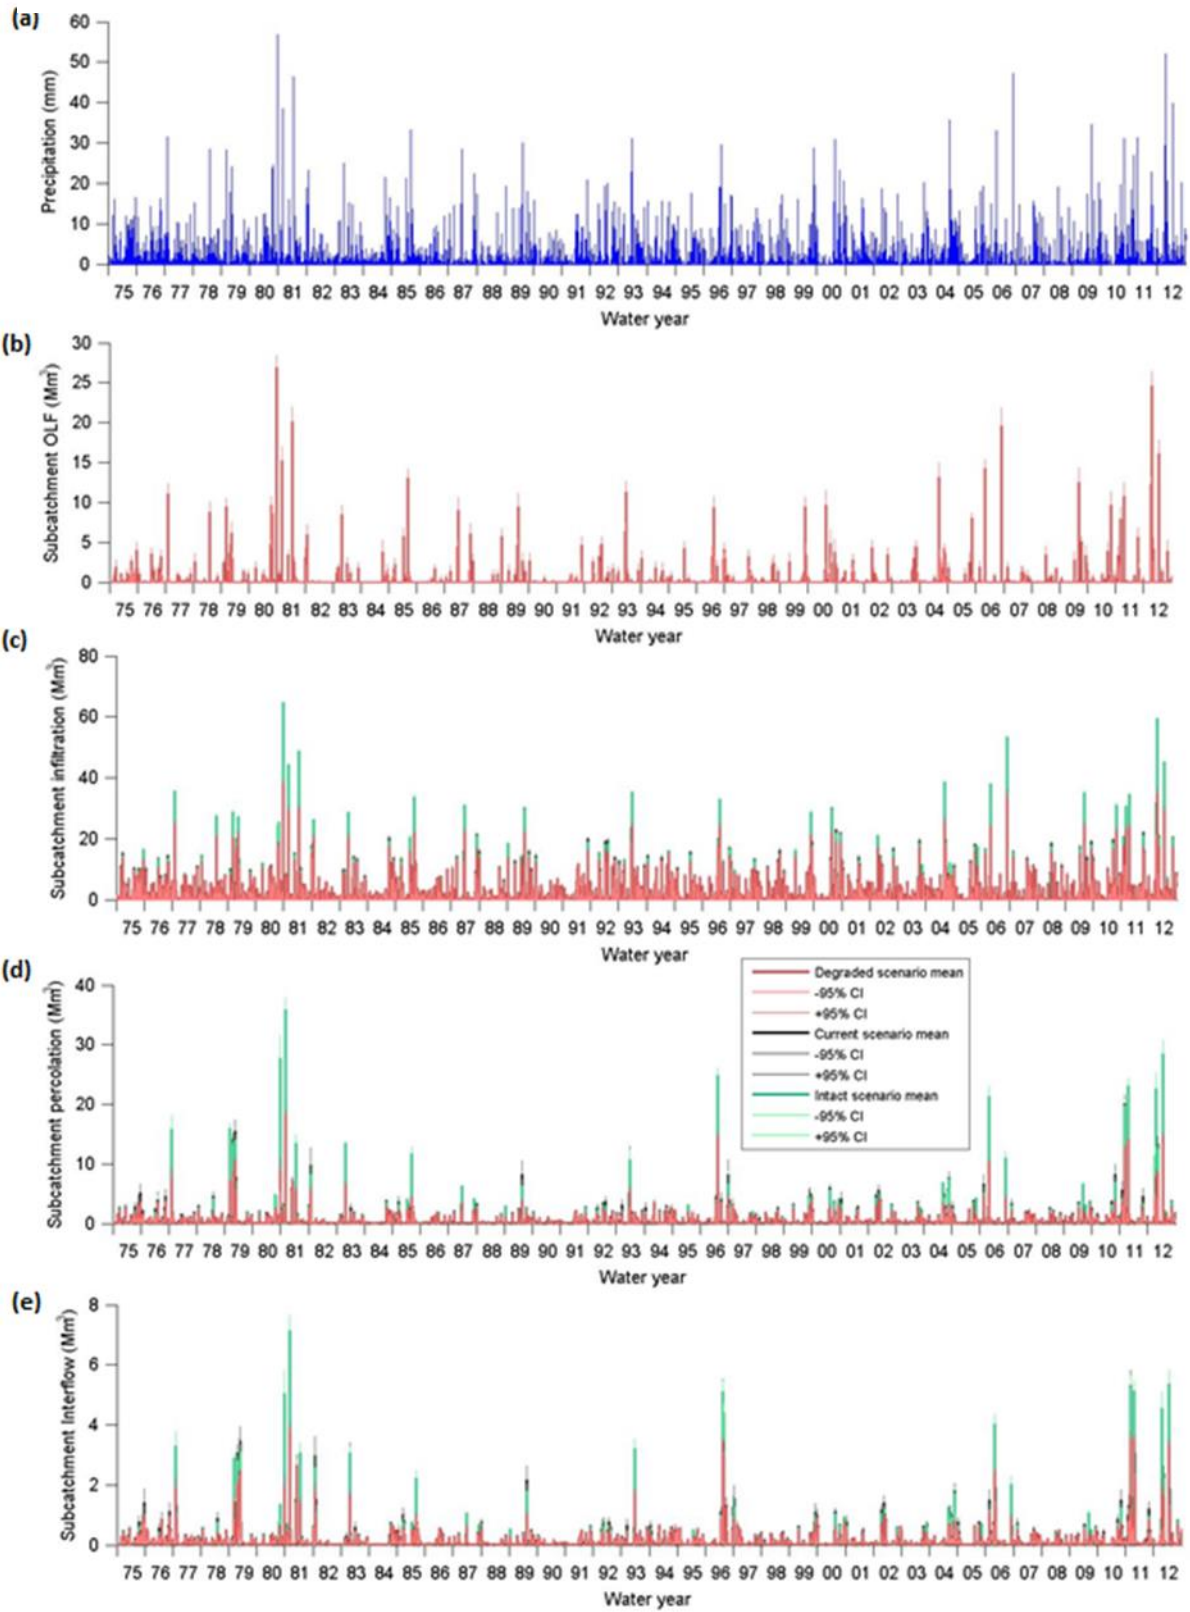 (a)
Precipitation (mm)
60
50
40
30
20
10
0
75 76 77 78 79 80 81 82 83 84 85 86 87 88 89 90 91 92 93 94 95 96 97 98 99 00 01 02 03 04 05 06 07 08 09 10 11 12
Water year
(b)
Subcatchment OLF (Mm³)
30
25
20
15
10
5
0
75 76 77 78 79 80 81 82 83 84 85 86 87 88 89 90 91 92 93 94 95 96 97 98 99 00 01 02 03 04 05 06 07 08 09 10 11 12
Water year
(c)
Subcatchment infiltration (Mm³)
80
60
40
20
0
75 76 77 78 79 80 81 82 83 84 85 86 87 88 89 90 91 92 93 94 95 96 97 98 99 00 01 02 03 04 05 06 07 08 09 10 11 12
Water year
(d)
Subcatchment percolation (Mm³)
40
30
20
10
0
Degraded scenario mean
-95% CI
+95% CI
Current scenario mean
-95% CI
+95% CI
Intact scenario mean
-95% CI
+95% CI
75 76 77 78 79 80 81 82 83 84 85 86 87 88 89 90 91 92 93 94 95 96 97 98 99 00 01 02 03 04 05 06 07 08 09 10 11 12
Water year
(e)
Subcatchment Interflow (Mm³)
8
6
4
2
0
75 76 77 78 79 80 81 82 83 84 85 86 87 88 89 90 91 92 93 94 95 96 97 98 99 00 01 02 03 04 05 06 07 08 09 10 11 12
Water year